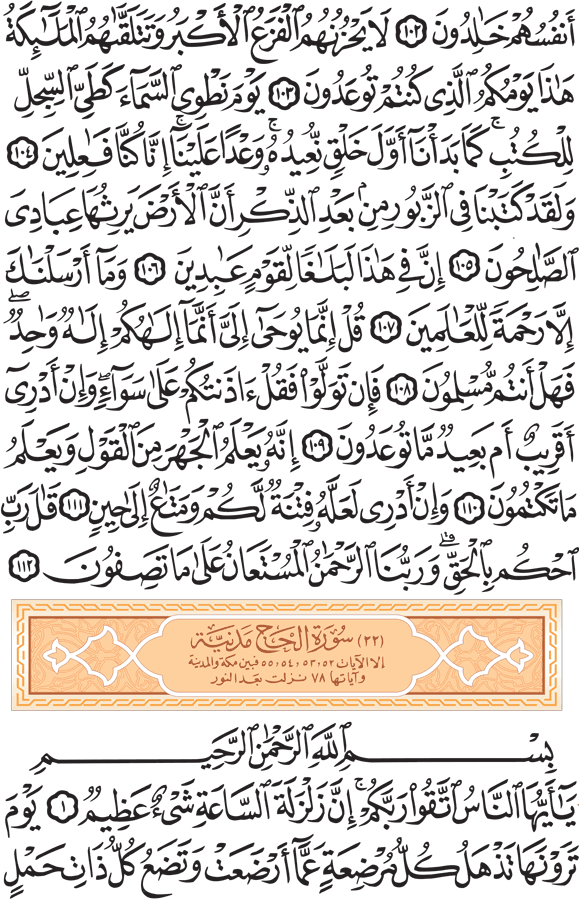 أَنفُسُهُمْ خَـٰلِدُونَ ١٠٢ لَا يَحْزُنُهُمُ ٱلْفَزَعُ ٱلْأَكْبَرُ وَتَتَلَقَّىٰهُمُ ٱلْمَلَـٰٓئِكَةُ
هَـٰذَا يَوْمُكُمُ ٱلَّذِى كُنتُمْ تُوعَدُونَ ١٠٣ يَوْمَ نَطْوِى ٱلسَّمَآءَ كَطَىِّ ٱلسِّجِلِّ
لِلْكُتُبِ ۚ كَمَا بَدَأْنَآ أَوَّلَ خَلْقٍ نُّعِيدُهُۥ ۚ وَعْدًا عَلَيْنَآ ۚ إِنَّا كُنَّا فَـٰعِلِينَ ١٠٤
وَلَقَدْ كَتَبْنَا فِى ٱلزَّبُورِ مِنۢ بَعْدِ ٱلذِّكْرِ أَنَّ ٱلْأَرْضَ يَرِثُهَا عِبَادِىَ
ٱلصَّـٰلِحُونَ ١٠٥ إِنَّ فِى هَـٰذَا لَبَلَـٰغًا لِّقَوْمٍ عَـٰبِدِينَ ١٠٦ وَمَآ أَرْسَلْنَـٰكَ
إِلَّا رَحْمَةً لِّلْعَـٰلَمِينَ ١٠٧ قُلْ إِنَّمَا يُوحَىٰٓ إِلَىَّ أَنَّمَآ إِلَـٰهُكُمْ إِلَـٰهٌ وَٰحِدٌ ۖ
فَهَلْ أَنتُم مُّسْلِمُونَ ١٠٨ فَإِن تَوَلَّوْا۟ فَقُلْ ءَاذَنتُكُمْ عَلَىٰ سَوَآءٍ ۖ وَإِنْ أَدْرِىٓ
أَقَرِيبٌ أَم بَعِيدٌ مَّا تُوعَدُونَ ١٠٩ إِنَّهُۥ يَعْلَمُ ٱلْجَهْرَ مِنَ ٱلْقَوْلِ وَيَعْلَمُ
مَا تَكْتُمُونَ ١١٠ وَإِنْ أَدْرِى لَعَلَّهُۥ فِتْنَةٌ لَّكُمْ وَمَتَـٰعٌ إِلَىٰ حِينٍ ١١١ قَـٰلَ رَبِّ
ٱحْكُم بِٱلْحَقِّ ۗ وَرَبُّنَا ٱلرَّحْمَـٰنُ ٱلْمُسْتَعَانُ عَلَىٰ مَا تَصِفُونَ ١١٢
(٢٢) سُورَةُ الحَجِّ مَدَنِيَّة
إلا الآيات ٥٢، ٥٣، ٥٤، ٥٥ فبين مكة والمدينة
وآياتها ٧٨ نزلت بعد النور
بِسْمِ ٱللَّهِ ٱلرَّحْمَـٰنِ ٱلرَّحِيمِ
يَـٰٓأَيُّهَا ٱلنَّاسُ ٱتَّقُوا۟ رَبَّكُمْ ۚ إِنَّ زَلْزَلَةَ ٱلسَّاعَةِ شَىْءٌ عَظِيمٌ ١ يَوْمَ
تَرَوْنَهَا تَذْهَلُ كُلُّ مُرْضِعَةٍ عَمَّآ أَرْضَعَتْ وَتَضَعُ كُلُّ ذَاتِ حَمْلٍ